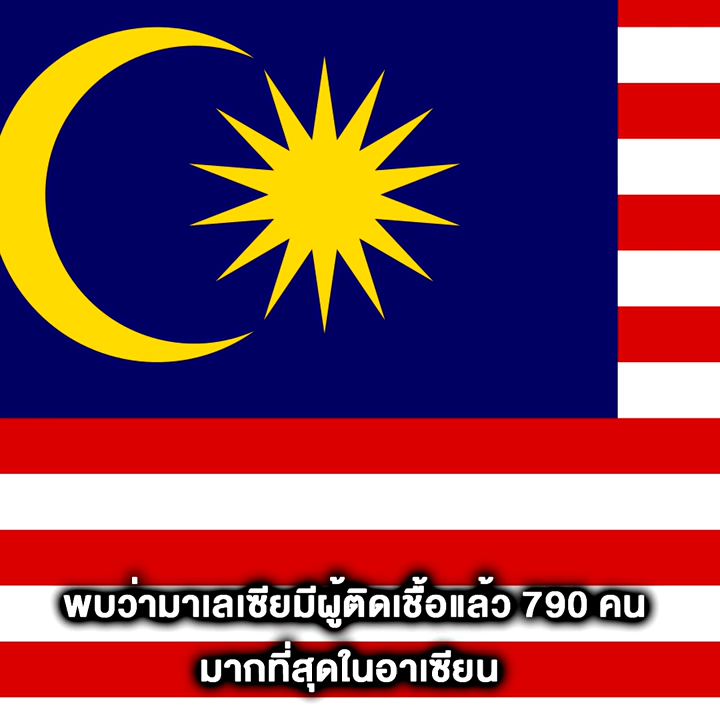 พบว่ามาเลเซียมีผู้ติดเชื้อแล้ว 790 คน
มากที่สุดในอาเซียน